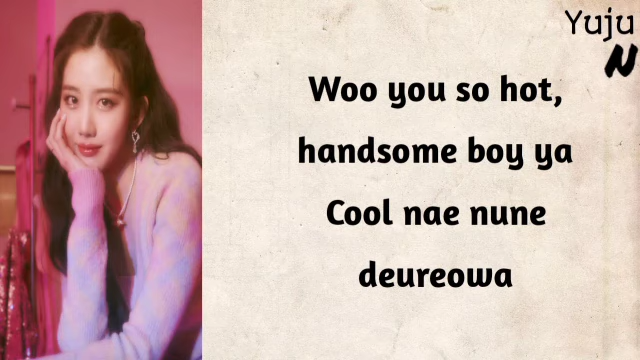 Yuju
N
Woo you so hot,
handsome boy ya
Cool nae nune
deureowa